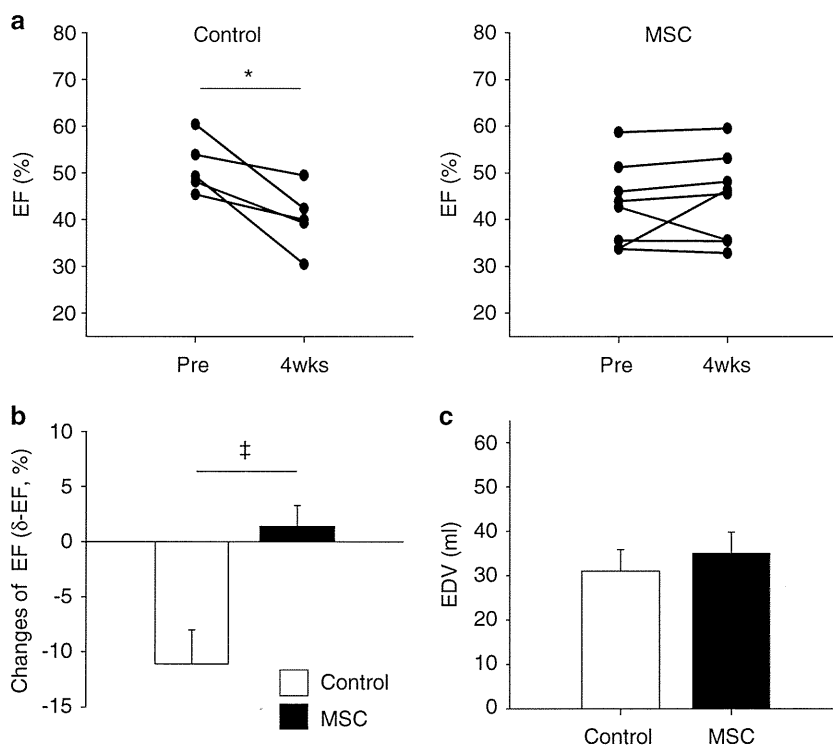 a
Control
MSC
*
EF (%)
80
70
60
50
40
30
20
Pre
4wks
EF (%)
80
70
60
50
40
30
20
Pre
4wks
b
Changes of EF (δ-EF, %)
10
5
0
-5
-10
-15
‡
Control
MSC
c
EDV (ml)
60
50
40
30
20
10
0
Control
MSC